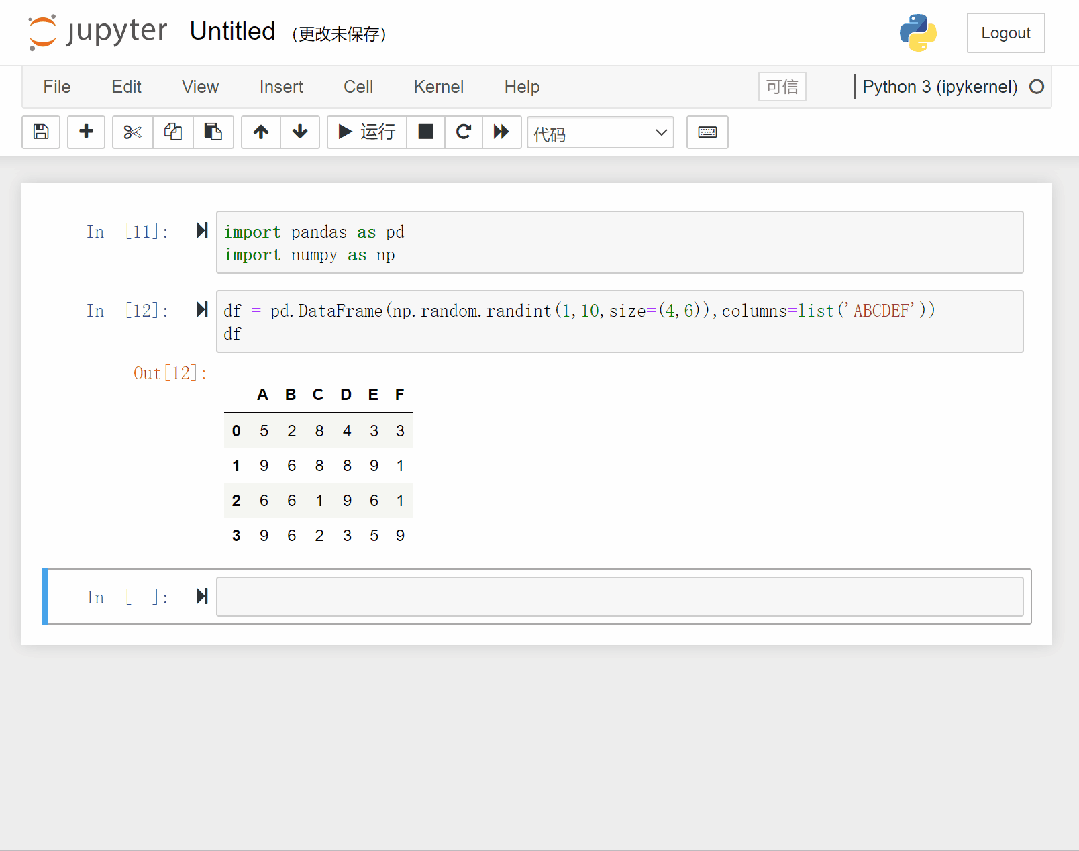 jupyter Untitled (更改未保存) Logout
File Edit View Insert Cell Kernel Help 可信 Python 3 (ipykernel)
运行 代码
In [11]: import pandas as pd
import numpy as np
In [12]: df = pd.DataFrame(np.random.randint(1,10,size=(4,6)),columns=list('ABCDEF'))
df
Out[12]:
A B C D E F
0 5 2 8 4 3 3
1 9 6 8 8 9 1
2 6 6 1 9 6 1
3 9 6 2 3 5 9
In [ ]: